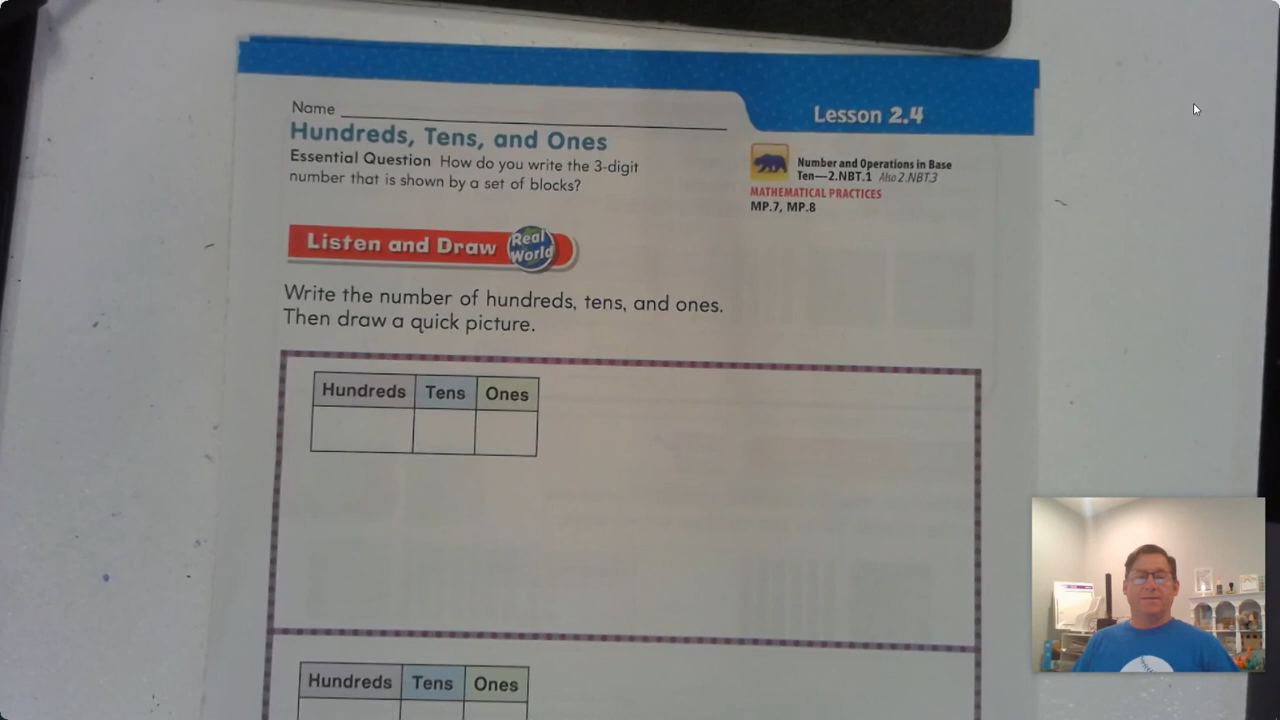 Name
Lesson 2.4
Hundreds, Tens, and Ones
Essential Question How do you write the 3-digit
number that is shown by a set of blocks?
Number and Operations in Base
Ten—2.NBT.1 Also 2.NBT.3
MATHEMATICAL PRACTICES
MP.7, MP.8
Listen and Draw Real World
Write the number of hundreds, tens, and ones.
Then draw a quick picture.
Hundreds Tens Ones
Hundreds Tens Ones